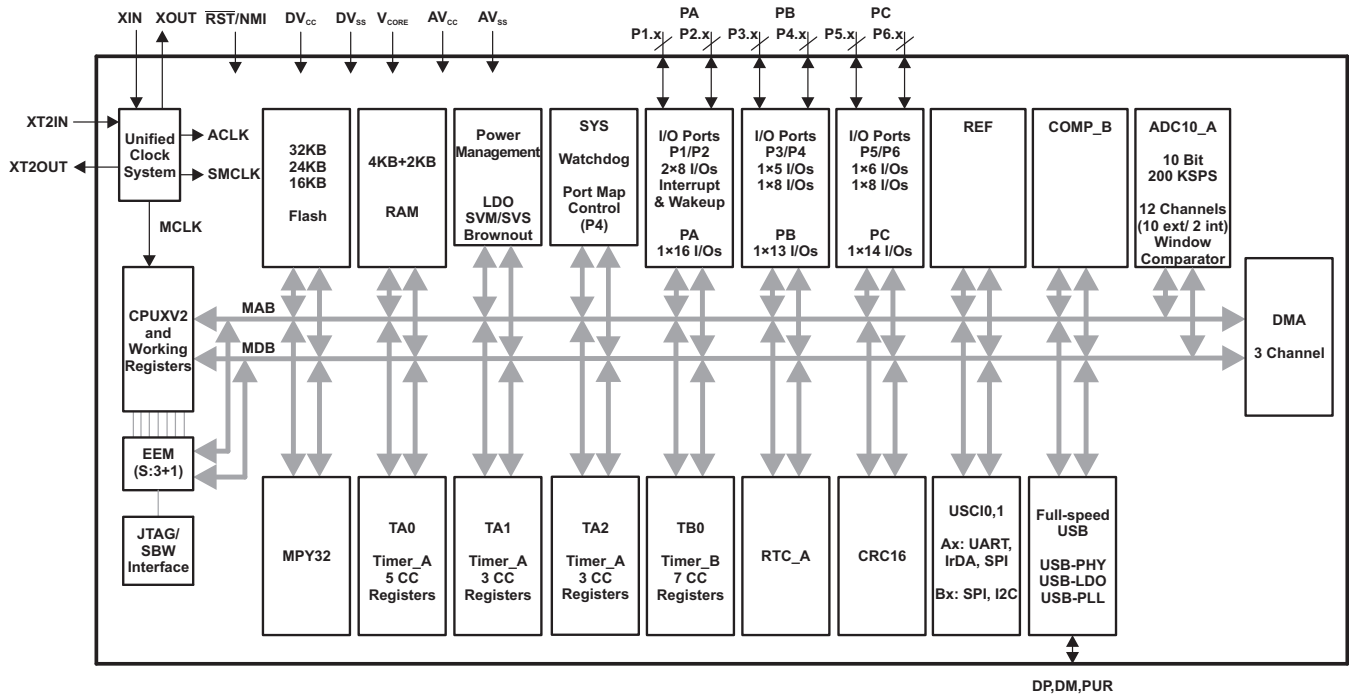 XIN
XOUT
RST/NMI
DVCC
DVSS
VCORE
AVCC
AVSS
PA
P1.x
P2.x
PB
P3.x
P4.x
PC
P5.x
P6.x
XT2IN
XT2OUT
Unified
Clock
System
ACLK
SMCLK
MCLK
32KB
24KB
16KB
Flash
4KB+2KB
RAM
Power
Management
LDO
SVM/SVS
Brownout
SYS
Watchdog
Port Map
Control
(P4)
I/O Ports
P1/P2
2×8 I/Os
Interrupt
& Wakeup
PA
1×16 I/Os
I/O Ports
P3/P4
1×5 I/Os
1×8 I/Os
PB
1×13 I/Os
I/O Ports
P5/P6
1×6 I/Os
1×8 I/Os
PC
1×14 I/Os
REF
COMP_B
ADC10_A
10 Bit
200 KSPS
12 Channels
(10 ext/ 2 int)
Window
Comparator
CPUXV2
and
Working
Registers
MAB
MDB
DMA
3 Channel
EEM
(S:3+1)
JTAG/
SBW
Interface
MPY32
TA0
Timer_A
5 CC
Registers
TA1
Timer_A
3 CC
Registers
TA2
Timer_A
3 CC
Registers
TB0
Timer_B
7 CC
Registers
RTC_A
CRC16
USCI0,1
Ax: UART,
IrDA, SPI
Bx: SPI, I2C
Full-speed
USB
USB-PHY
USB-LDO
USB-PLL
DP,DM,PUR